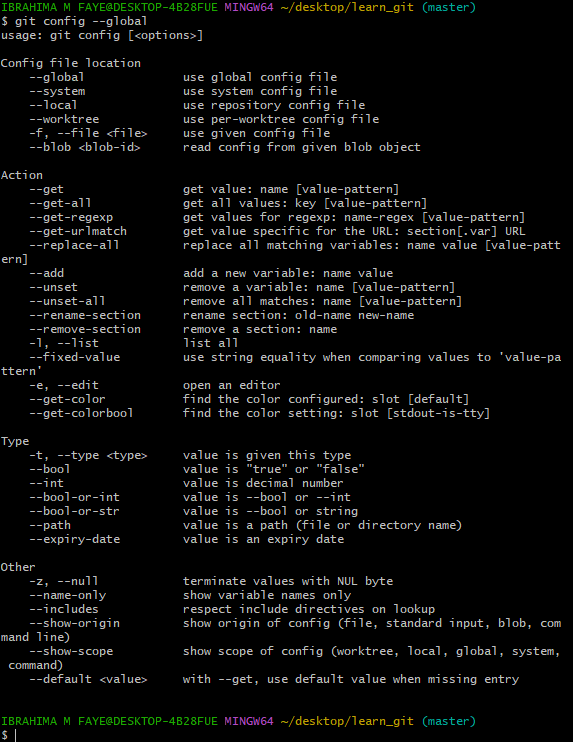 IBRAHIMA M FAYE@DESKTOP-4B28FUE MINGW64 ~/desktop/learn_git (master)
$ git config --global
usage: git config [<options>]

Config file location
    --global              use global config file
    --system              use system config file
    --local               use repository config file
    --worktree            use per-worktree config file
    -f, --file <file>     use given config file
    --blob <blob-id>      read config from given blob object

Action
    --get                 get value: name [value-pattern]
    --get-all             get all values: key [value-pattern]
    --get-regexp          get values for regexp: name-regex [value-pattern]
    --get-urlmatch        get value specific for the URL: section[.var] URL
    --replace-all         replace all matching variables: name value [value-patt
ern]
    --add                 add a new variable: name value
    --unset               remove a variable: name [value-pattern]
    --unset-all           remove all matches: name [value-pattern]
    --rename-section      rename section: old-name new-name
    --remove-section      remove a section: name
    -l, --list            list all
    --fixed-value         use string equality when comparing values to 'value-pa
ttern'
    -e, --edit            open an editor
    --get-color           find the color configured: slot [default]
    --get-colorbool       find the color setting: slot [stdout-is-tty]

Type
    -t, --type <type>     value is given this type
    --bool                value is "true" or "false"
    --int                 value is decimal number
    --bool-or-int         value is --bool or --int
    --bool-or-str         value is --bool or string
    --path                value is a path (file or directory name)
    --expiry-date         value is an expiry date

Other
    -z, --null            terminate values with NUL byte
    --name-only           show variable names only
    --includes            respect include directives on lookup
    --show-origin         show origin of config (file, standard input, blob, com
mand line)
    --show-scope          show scope of config (worktree, local, global, system,
 command)
    --default <value>     with --get, use default value when missing entry

IBRAHIMA M FAYE@DESKTOP-4B28FUE MINGW64 ~/desktop/learn_git (master)
$